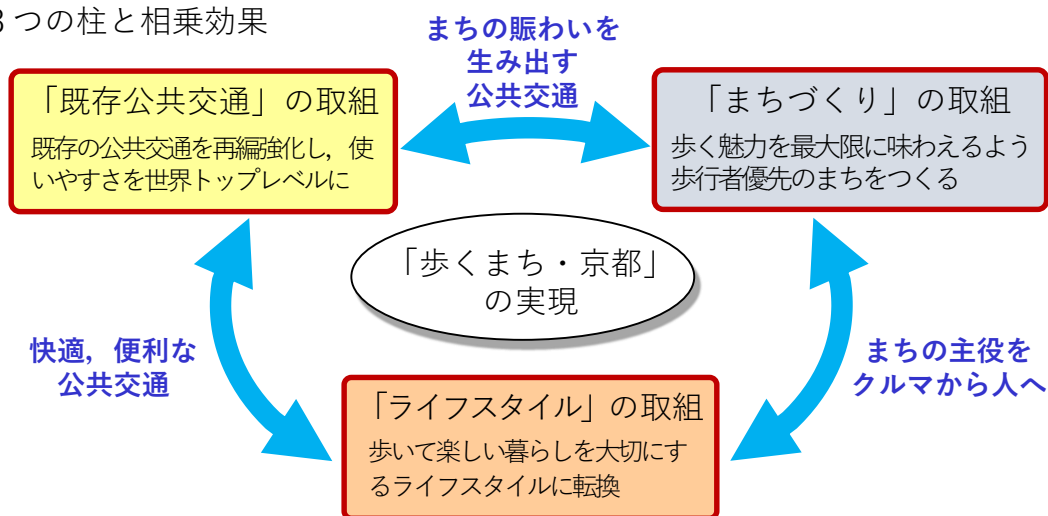 3つの柱と相乗効果
まちの賑わいを
生み出す
公共交通
「既存公共交通」の取組
既存の公共交通を再編強化し，使
いやすさを世界トップレベルに
「まちづくり」の取組
歩く魅力を最大限に味わえるよう
歩行者優先のまちをつくる
「歩くまち・京都」
の実現
快適，便利な
公共交通
まちの主役を
クルマから人へ
「ライフスタイル」の取組
歩いて楽しい暮らしを大切にす
るライフスタイルに転換